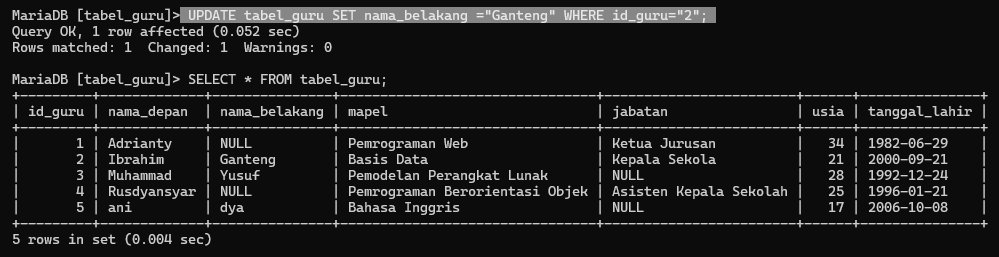 MariaDB [tabel_guru]> UPDATE tabel_guru SET nama_belakang ="Ganteng" WHERE id_guru="2";
Query OK, 1 row affected (0.052 sec)
Rows matched: 1  Changed: 1  Warnings: 0
MariaDB [tabel_guru]> SELECT * FROM tabel_guru;
+---------+------------+---------------+------------------------------+------------------------+------+---------------+
| id_guru | nama_depan | nama_belakang | mapel                        | jabatan                | usia | tanggal_lahir |
+---------+------------+---------------+------------------------------+------------------------+------+---------------+
|       1 | Adrianty   | NULL          | Pemrograman Web              | Ketua Jurusan          |   34 | 1982-06-29    |
|       2 | Ibrahim    | Ganteng       | Basis Data                   | Kepala Sekola          |   21 | 2000-09-21    |
|       3 | Muhammad   | Yusuf         | Pemodelan Perangkat Lunak    | NULL                   |   28 | 1992-12-24    |
|       4 | Rusdyansyar | NULL          | Pemrograman Berorientasi Objek | Asisten Kepala Sekolah |   25 | 1996-01-21    |
|       5 | ani        | dya           | Bahasa Inggris               | NULL                   |   17 | 2006-10-08    |
+---------+------------+---------------+------------------------------+------------------------+------+---------------+
5 rows in set (0.004 sec)